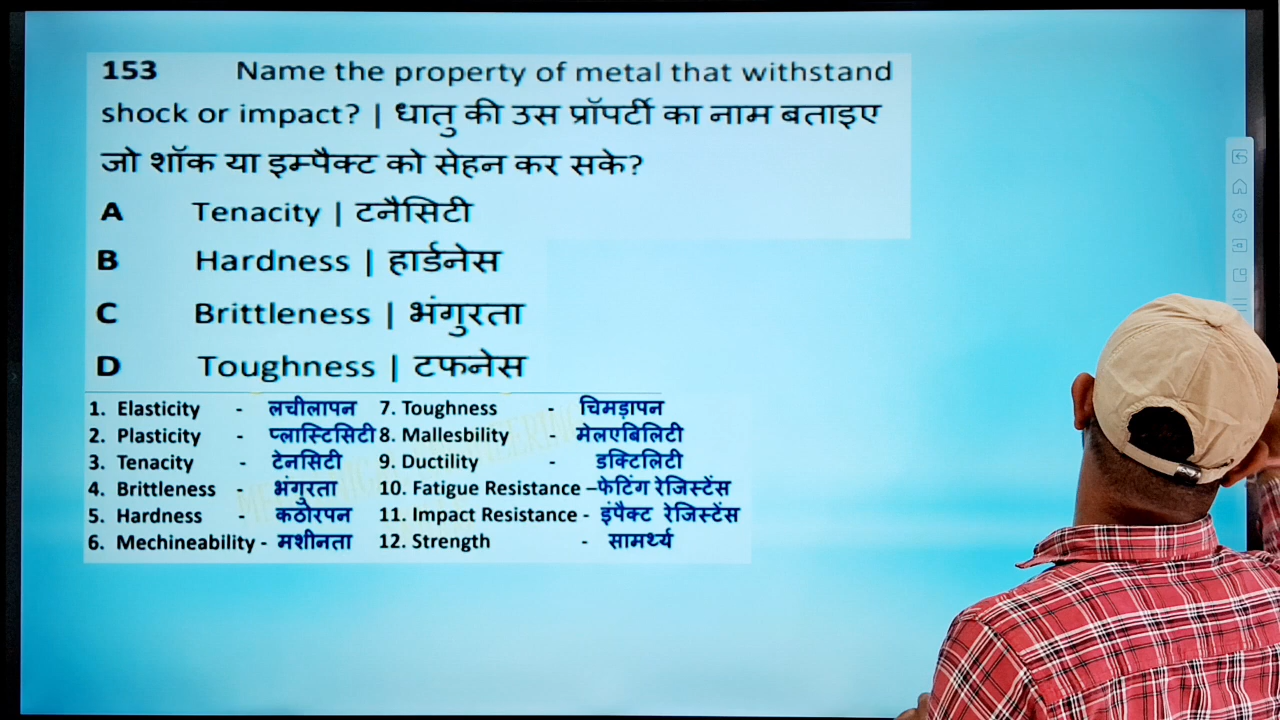 153 Name the property of metal that withstand
shock or impact? | धातु की उस प्रॉपर्टी का नाम बताइए
जो शॉक या इम्पैक्ट को सेहन कर सके?
A Tenacity | टनैसिटी
B Hardness | हार्डनेस
C Brittleness | भंगुरता
D Toughness | टफनेस
1. Elasticity - लचीलापन 7. Toughness - चिमड़ापन
2. Plasticity - प्लास्टिसिटी 8. Mallesbility - मेलएबिलिटी
3. Tenacity - टेनसिटी 9. Ductility - डक्टिलिटी
4. Brittleness - भंगुरता 10. Fatigue Resistance –फेटिंग रेजिस्टेंस
5. Hardness - कठोरपन 11. Impact Resistance - इंपैक्ट रेजिस्टेंस
6. Mechineability - मशीनता 12. Strength - सामर्थ्य